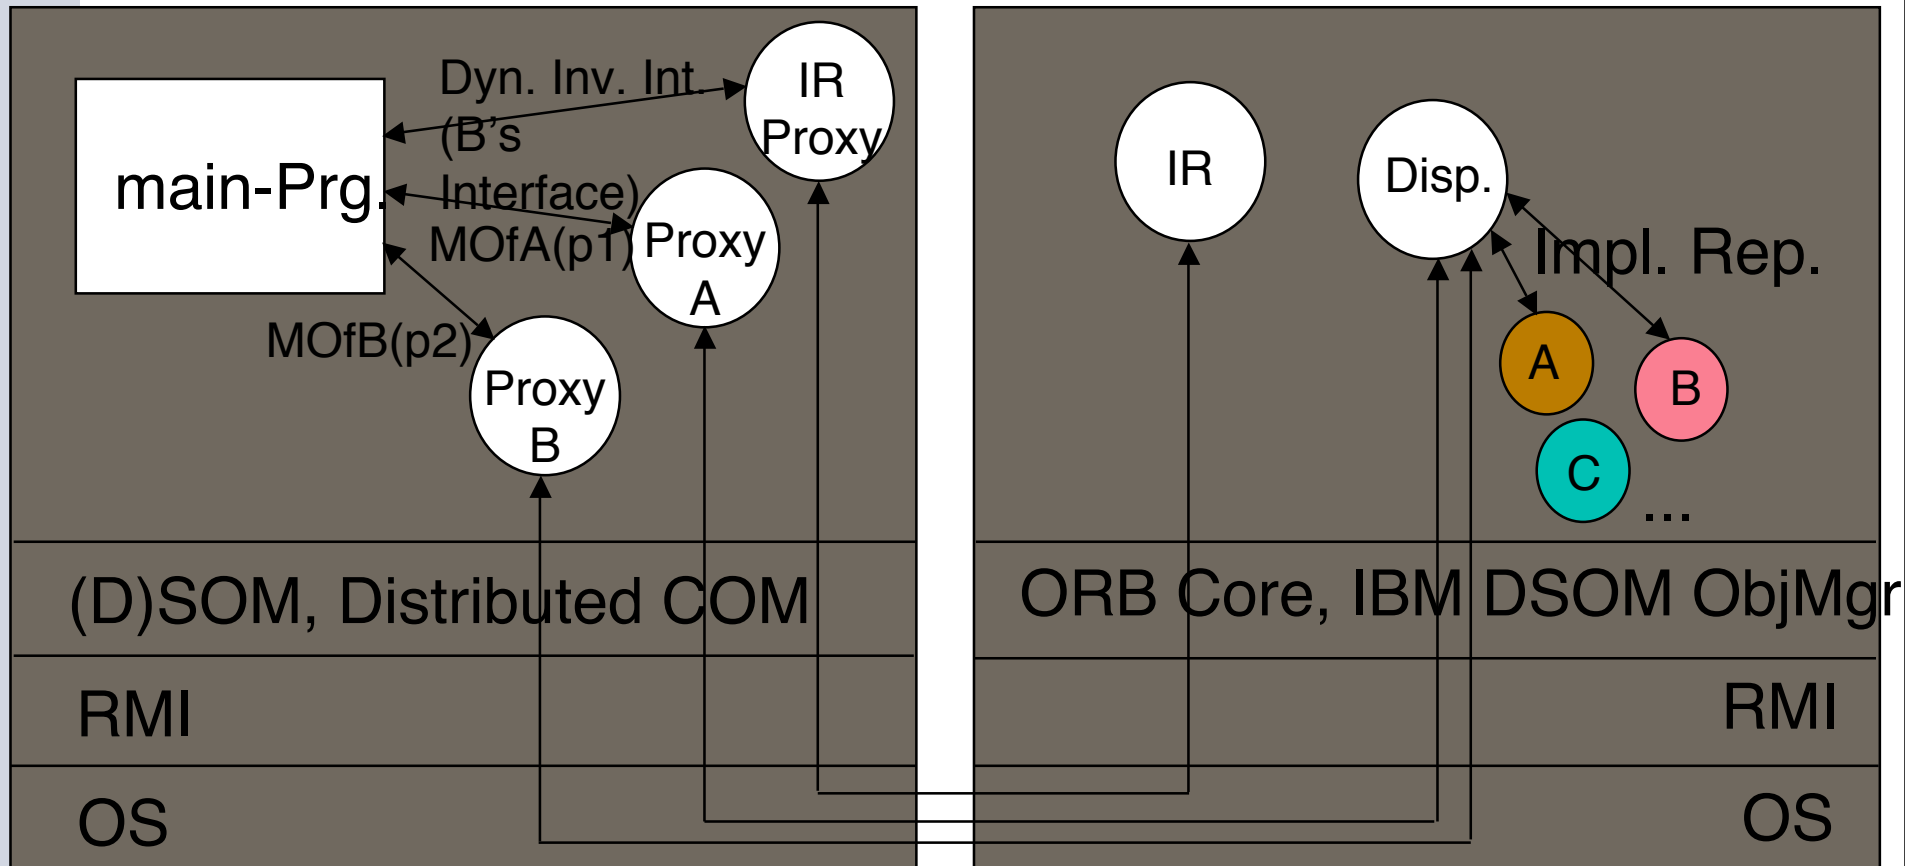 Dyn. Inv. Int.
(B's
Interface)
IR
Proxy
main-Prg.
MOfA(p1)
Proxy
A
MOfB(p2)
Proxy
B
(D)SOM, Distributed COM
RMI
OS
IR
Disp.
Impl. Rep.
A
B
C
...
ORB Core, IBM DSOM ObjMgr
RMI
OS